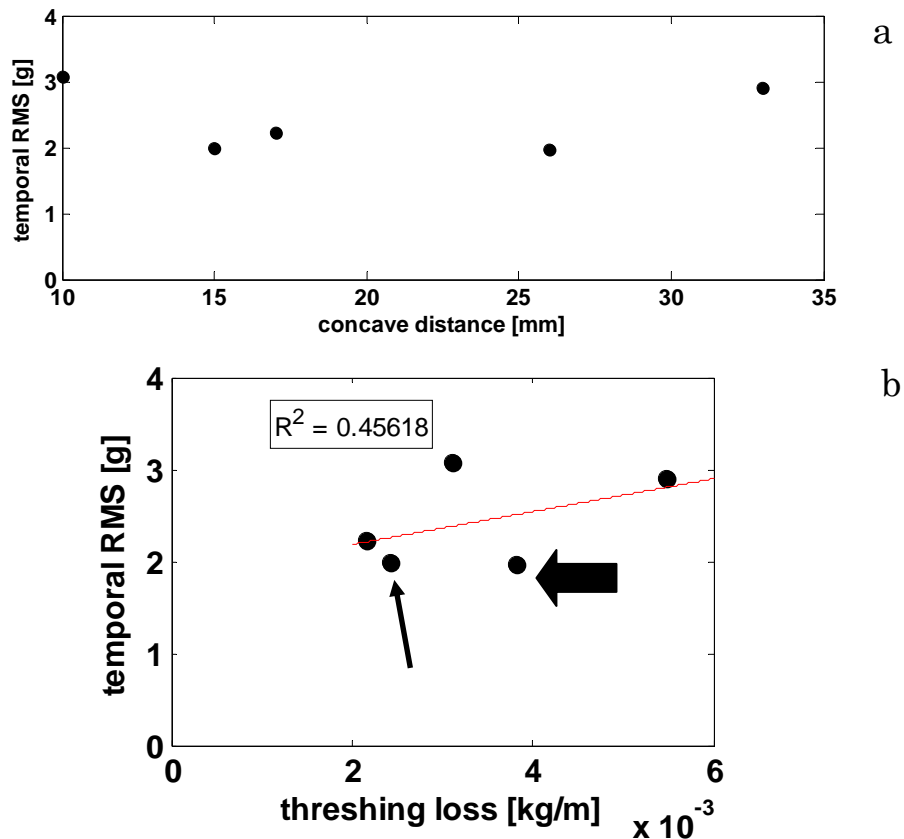 a
4
3
2
1
0
temporal RMS [g]
10 15 20 25 30 35
concave distance [mm]
b
4
3
2
1
0
temporal RMS [g]
R² = 0.45618
0 2 4 6
threshing loss [kg/m]
x 10⁻³